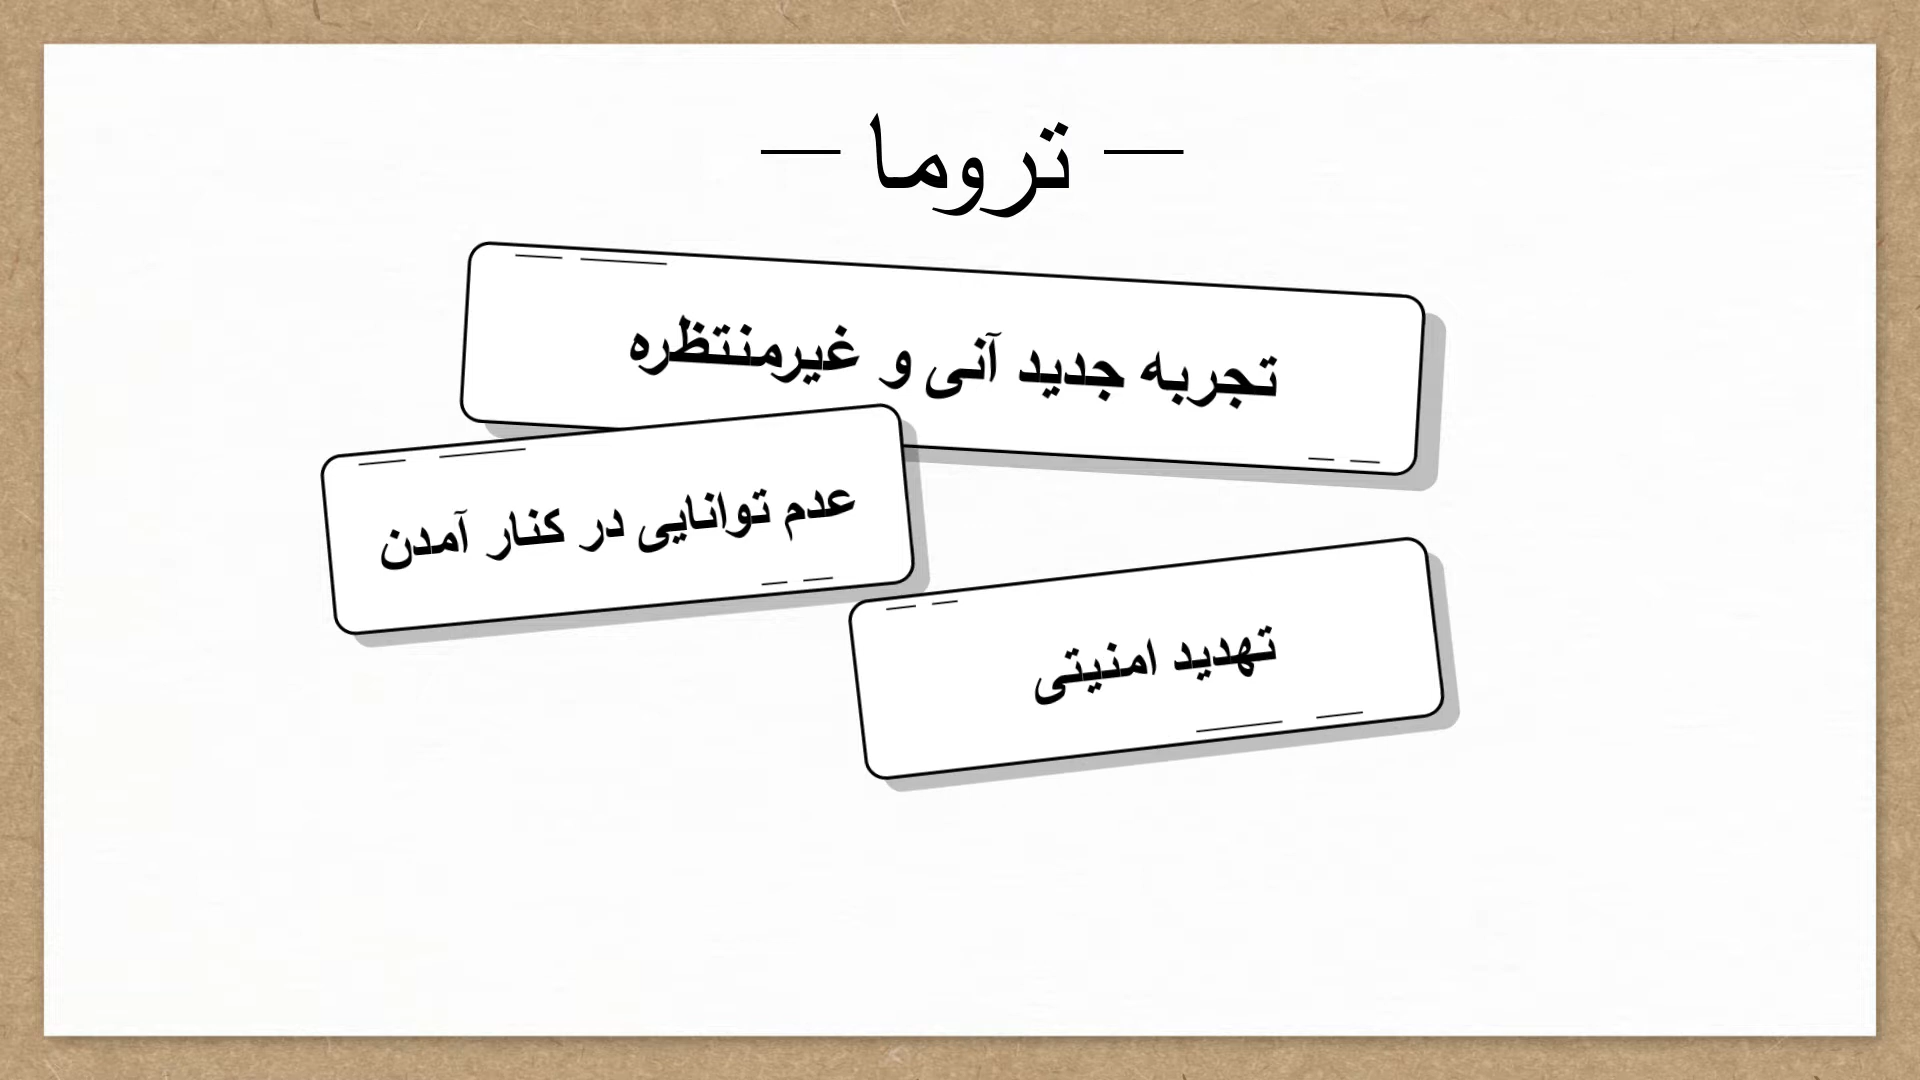 تروما
تجربه جدید آنی و غیرمنتظره
عدم توانایی در کنار آمدن
تهدید امنیتی